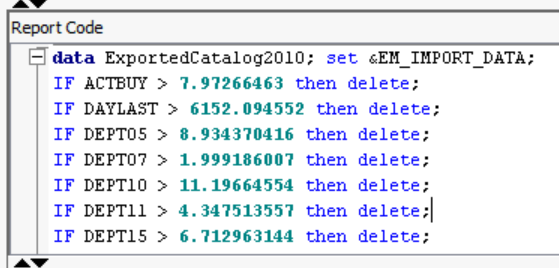 Report Code
data ExportedCatalog2010; set &EM_IMPORT_DATA;
IF ACTBUY > 7.97266463 then delete;
IF DAYLAST > 6152.094552 then delete;
IF DEPT05 > 8.934370416 then delete;
IF DEPT07 > 1.999186007 then delete;
IF DEPT10 > 11.19664554 then delete;
IF DEPT11 > 4.347513557 then delete;
IF DEPT15 > 6.712963144 then delete;